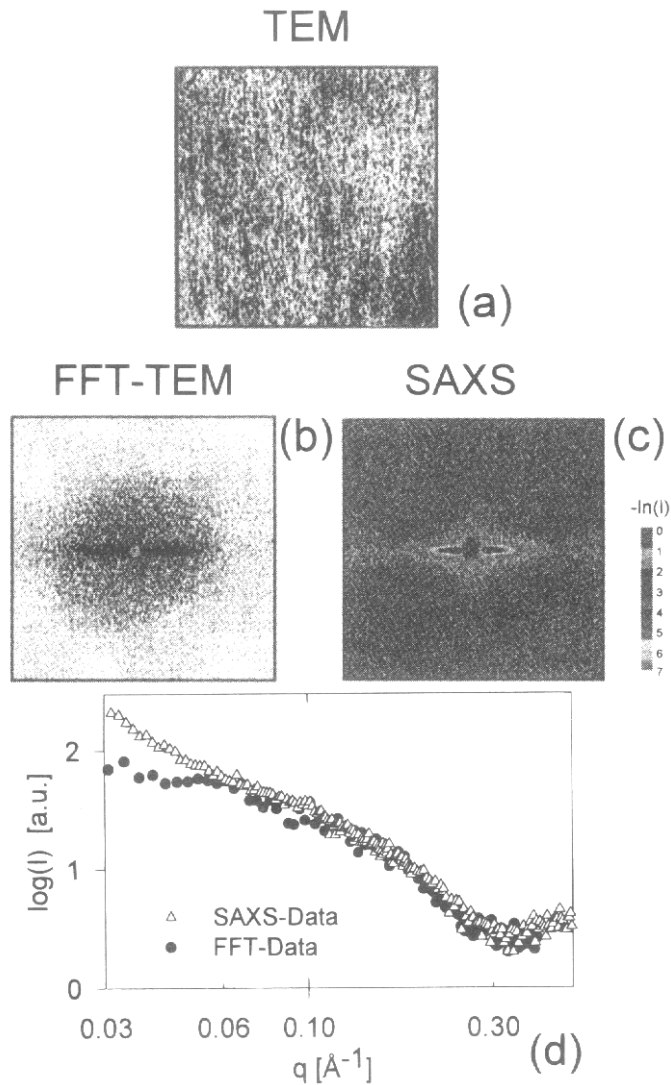 TEM
(a)
FFT-TEM
SAXS
(b)
(c)
-ln(I)
0
1
2
3
4
5
6
7
log(I) [a.u.]
2
1
0
△ SAXS-Data
● FFT-Data
0.03
0.06
0.10
0.30
q [Å⁻¹]
(d)